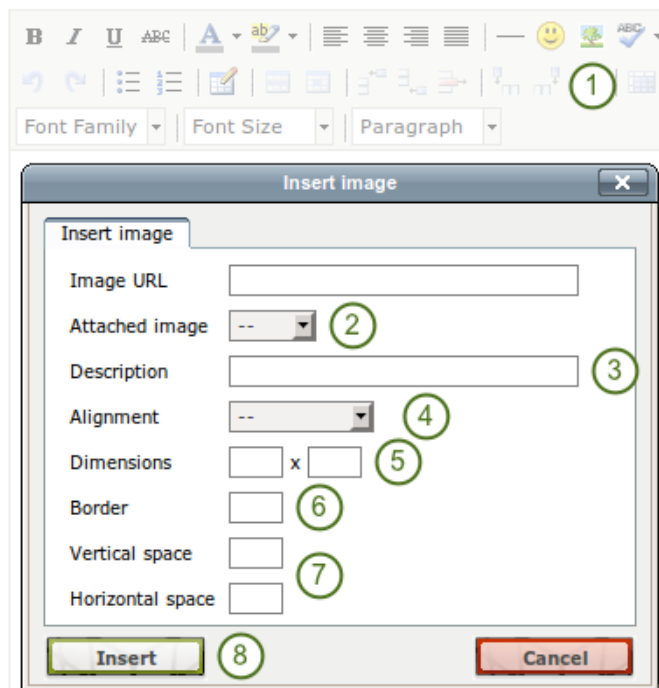 B I U ABC A ab ABC
1
Font Family Font Size Paragraph
Insert image X
Insert image
Image URL
Attached image -- 2
Description 3
Alignment -- 4
Dimensions x 5
Border 6
Vertical space
7
Horizontal space
Insert 8 Cancel